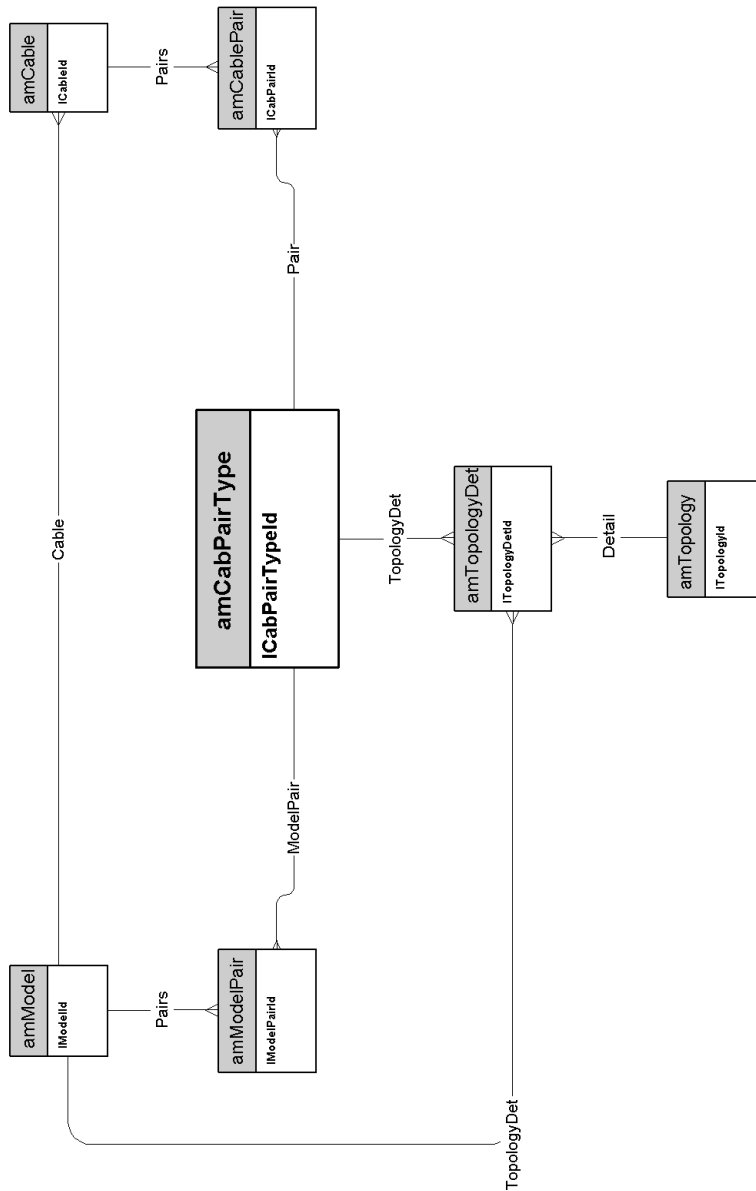 amModel
lModelId
Cable
amCable
lCableId
Pairs
Pairs
amModelPair
lModelPairId
ModelPair
amCabPairType
lCabPairTypeId
Pair
amCablePair
lCabPairId
TopologyDet
amTopologyDet
lTopologyDetId
TopologyDet
Detail
amTopology
lTopologyId